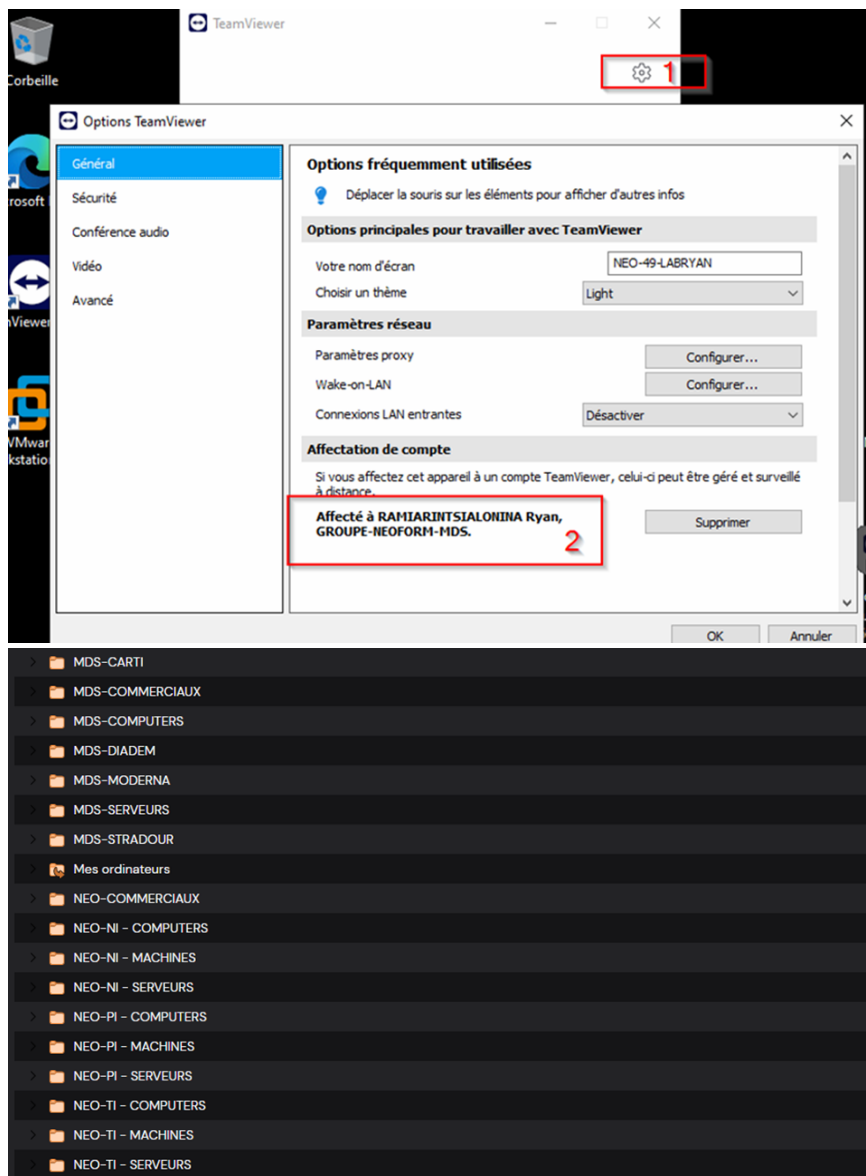 TeamViewer
1
Corbeille
Options TeamViewer
Général
Options fréquemment utilisées
Déplacer la souris sur les éléments pour afficher d'autres infos
Sécurité
Conférence audio
Options principales pour travailler avec TeamViewer
Vidéo
Votre nom d'écran
NEO-49-LABRYAN
Avancé
Choisir un thème
Light
Paramètres réseau
Paramètres proxy
Configurer...
Wake-on-LAN
Configurer...
Connexions LAN entrantes
Désactiver
Affectation de compte
Si vous affectez cet appareil à un compte TeamViewer, celui-ci peut être géré et surveillé
à distance.
Affecté à RAMIARINTSIALONINA Ryan,
GROUPE-NEOFORM-MDS.
2
Supprimer
OK
Annuler
rosoft
Viewer
VMwar
kstatio
MDS-CARTI
MDS-COMMERCIAUX
MDS-COMPUTERS
MDS-DIADEM
MDS-MODERNA
MDS-SERVEURS
MDS-STRADOUR
Mes ordinateurs
NEO-COMMERCIAUX
NEO-NI - COMPUTERS
NEO-NI - MACHINES
NEO-NI - SERVEURS
NEO-PI - COMPUTERS
NEO-PI - MACHINES
NEO-PI - SERVEURS
NEO-TI - COMPUTERS
NEO-TI - MACHINES
NEO-TI - SERVEURS